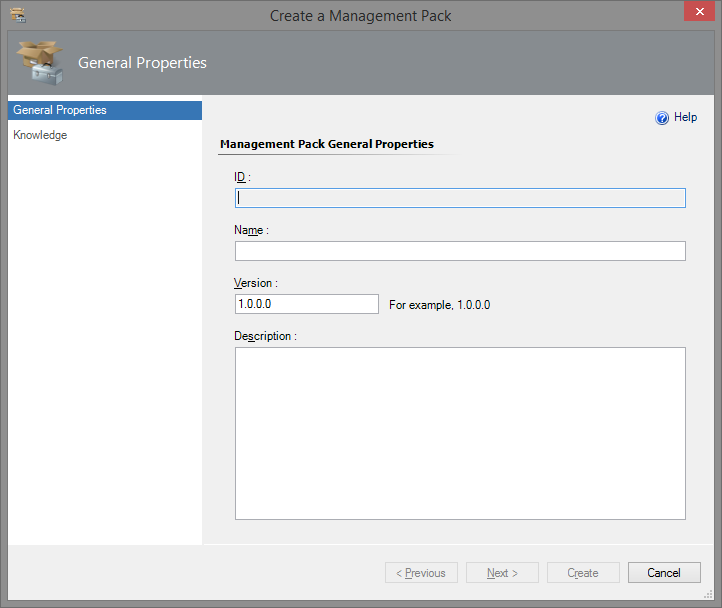 Create a Management Pack
General Properties
General Properties
Knowledge
Help
Management Pack General Properties
ID :
Name :
Version :
1.0.0.0 For example, 1.0.0.0
Description :
< Previous Next > Create Cancel